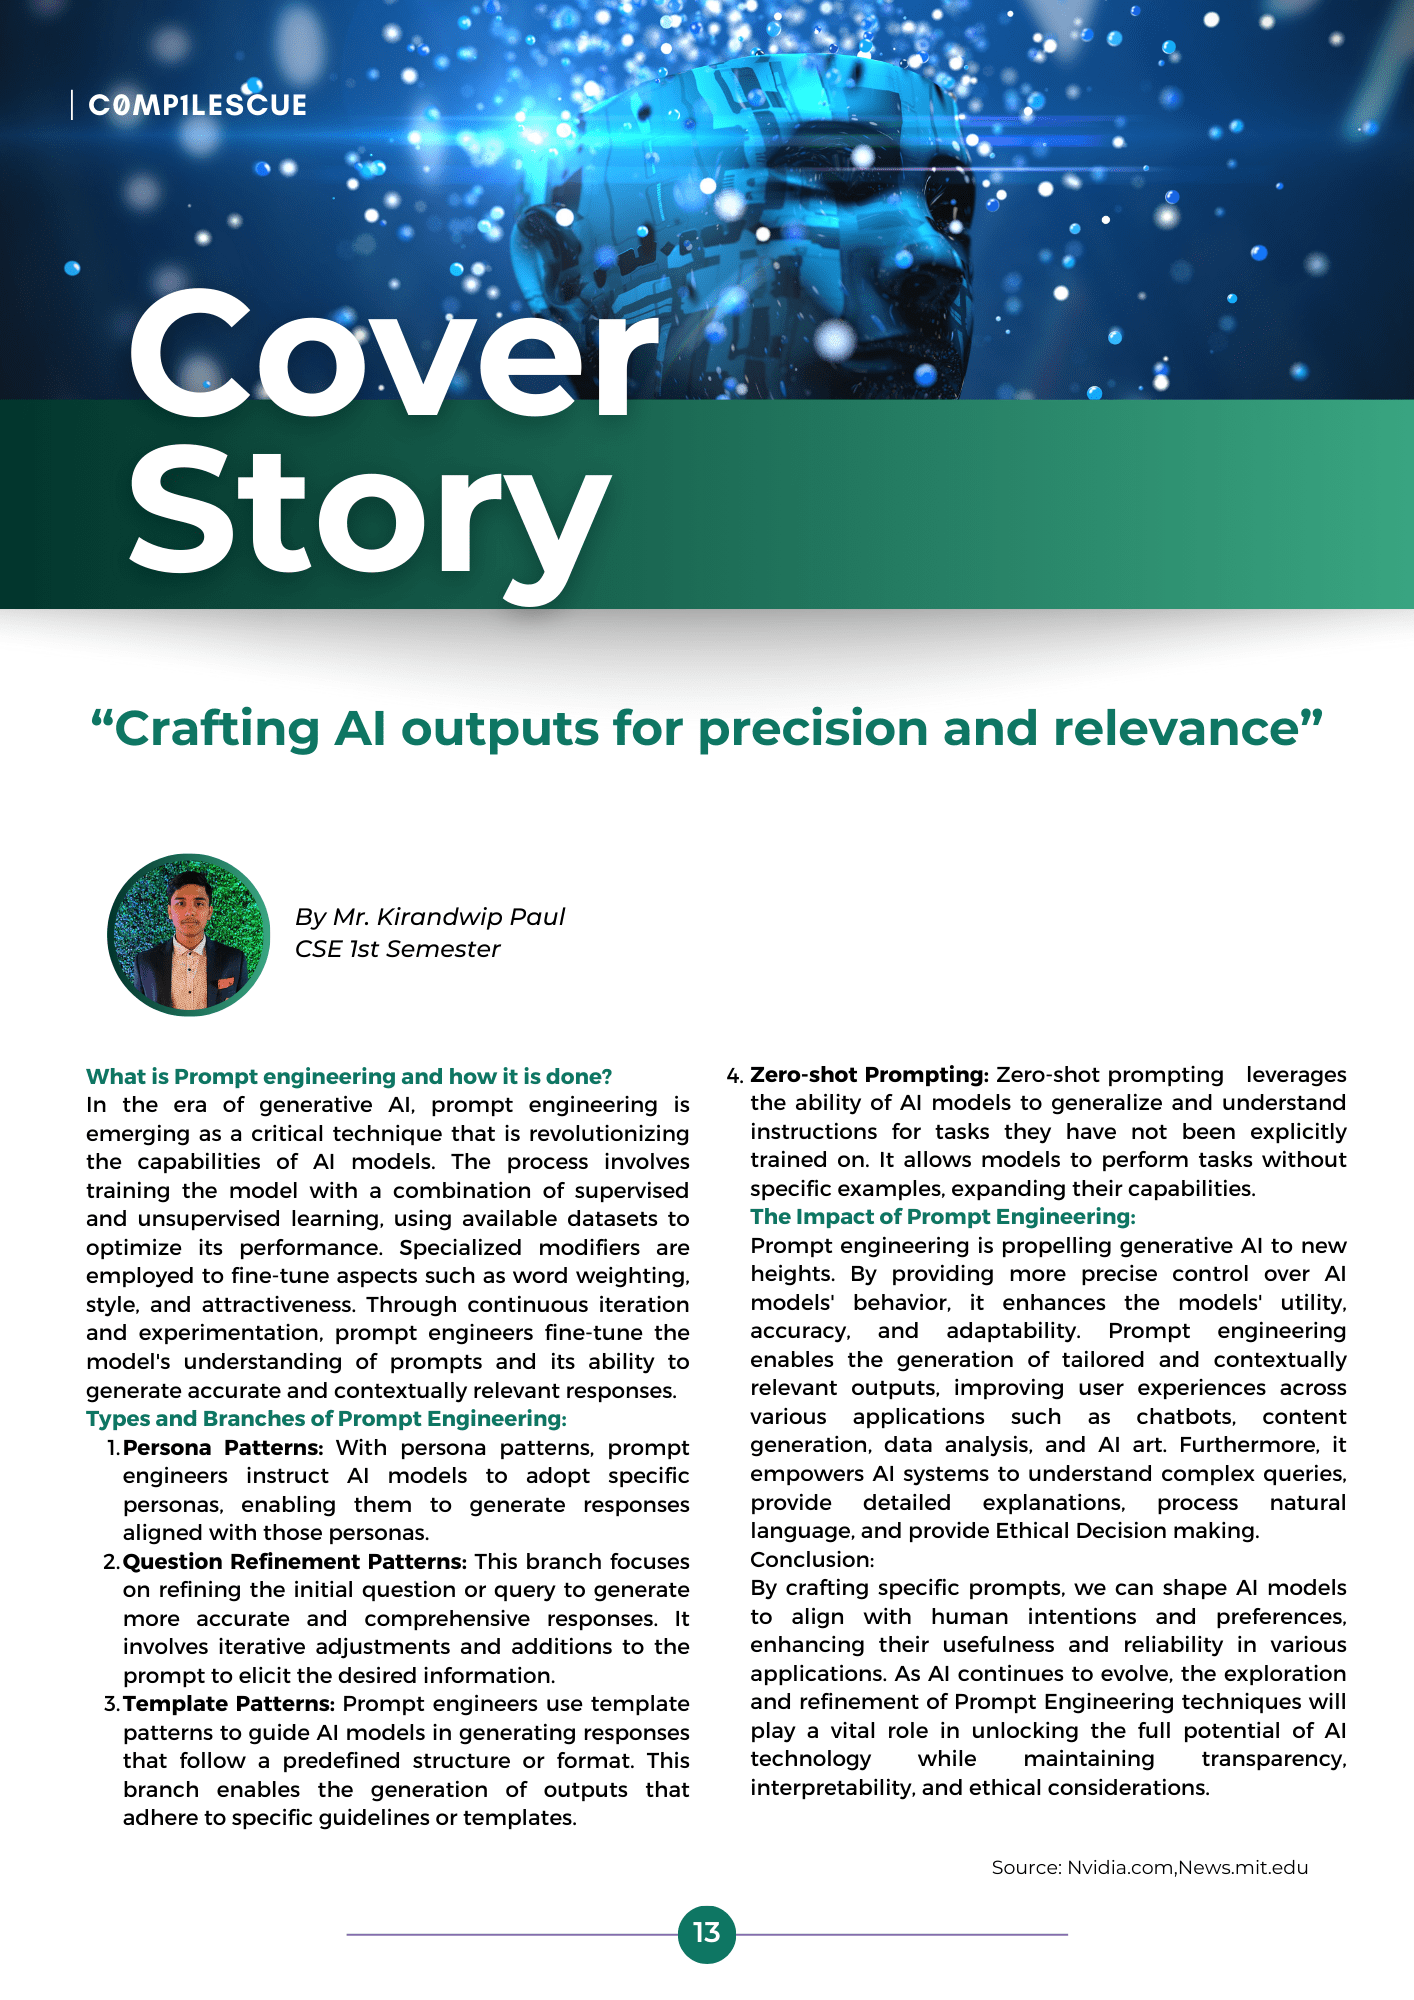 C0MP1LESCUE
Cover
Story
“Crafting AI outputs for precision and relevance”
By Mr. Kirandwip Paul
CSE 1st Semester
What is Prompt engineering and how it is done?
In the era of generative AI, prompt engineering is
emerging as a critical technique that is revolutionizing
the capabilities of AI models. The process involves
training the model with a combination of supervised
and unsupervised learning, using available datasets to
optimize its performance. Specialized modifiers are
employed to fine-tune aspects such as word weighting,
style, and attractiveness. Through continuous iteration
and experimentation, prompt engineers fine-tune the
model's understanding of prompts and its ability to
generate accurate and contextually relevant responses.
Types and Branches of Prompt Engineering:
1. Persona Patterns: With persona patterns, prompt
engineers instruct AI models to adopt specific
personas, enabling them to generate responses
aligned with those personas.
2. Question Refinement Patterns: This branch focuses
on refining the initial question or query to generate
more accurate and comprehensive responses. It
involves iterative adjustments and additions to the
prompt to elicit the desired information.
3. Template Patterns: Prompt engineers use template
patterns to guide AI models in generating responses
that follow a predefined structure or format. This
branch enables the generation of outputs that
adhere to specific guidelines or templates.
4. Zero-shot Prompting: Zero-shot prompting leverages
the ability of AI models to generalize and understand
instructions for tasks they have not been explicitly
trained on. It allows models to perform tasks without
specific examples, expanding their capabilities.
The Impact of Prompt Engineering:
Prompt engineering is propelling generative AI to new
heights. By providing more precise control over AI
models' behavior, it enhances the models' utility,
accuracy, and adaptability. Prompt engineering
enables the generation of tailored and contextually
relevant outputs, improving user experiences across
various applications such as chatbots, content
generation, data analysis, and AI art. Furthermore, it
empowers AI systems to understand complex queries,
provide detailed explanations, process natural
language, and provide Ethical Decision making.
Conclusion:
By crafting specific prompts, we can shape AI models
to align with human intentions and preferences,
enhancing their usefulness and reliability in various
applications. As AI continues to evolve, the exploration
and refinement of Prompt Engineering techniques will
play a vital role in unlocking the full potential of AI
technology while maintaining transparency,
interpretability, and ethical considerations.
Source: Nvidia.com,News.mit.edu
13